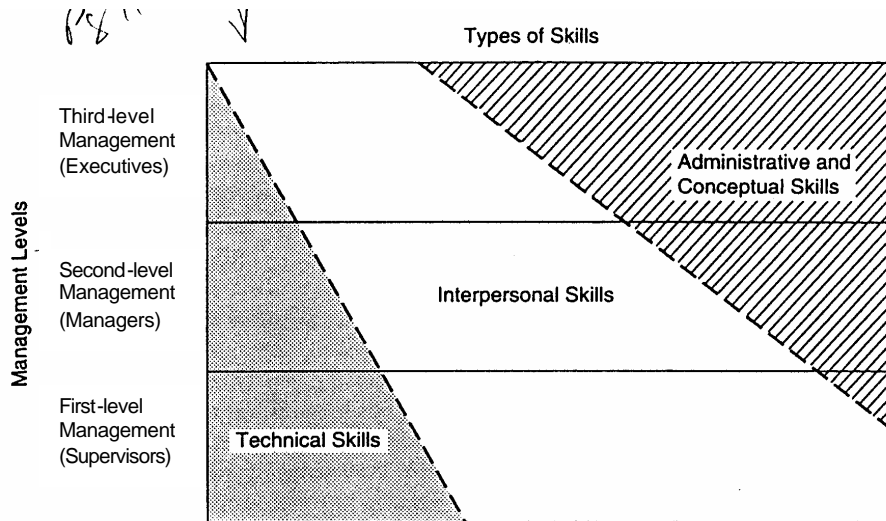 Types of Skills
Third-level
Management
(Executives)
Administrative and
Conceptual Skills
Management Levels
Second-level
Management
(Managers)
Interpersonal Skills
First-level
Management
(Supervisors)
Technical Skills